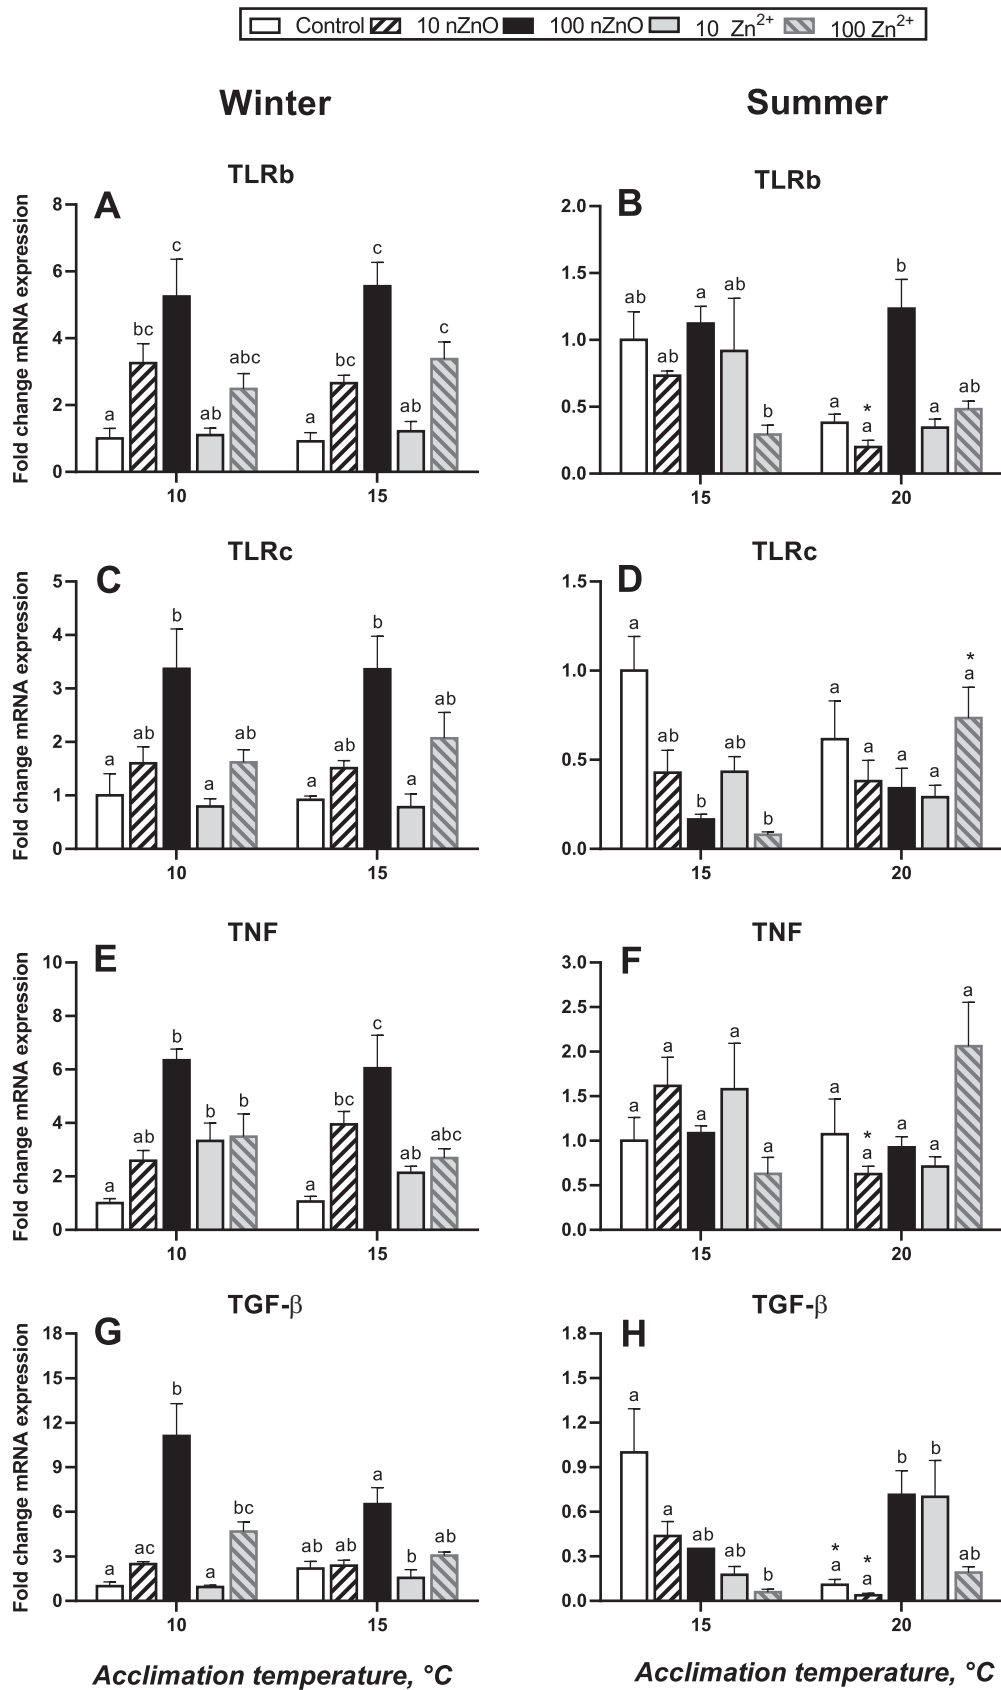 Control 10 nZnO 100 nZnO 10 Zn2+ 100 Zn2+
Winter Summer
TLRb
A
Fold change mRNA expression
8
6
4
2
0
a bc c ab abc
a bc c ab c
10 15
TLRb
B
2.0
1.5
1.0
0.5
0.0
ab ab a ab b
a * a b a ab
15 20
TLRc
C
Fold change mRNA expression
5
4
3
2
1
0
a ab b a ab
a ab b a ab
10 15
TLRc
D
1.5
1.0
0.5
0.0
a ab b ab b
a a a a * a
15 20
TNF
E
Fold change mRNA expression
10
8
6
4
2
0
a ab b b b
a bc c ab abc
10 15
TNF
F
3.0
2.5
2.0
1.5
1.0
0.5
0.0
a a a a a
a * a a a a
15 20
TGF-β
G
Fold change mRNA expression
18
15
12
9
6
3
0
a ac b a bc
ab ab a b ab
10 15
Acclimation temperature, °C
TGF-β
H
1.8
1.5
1.2
0.9
0.6
0.3
0.0
a a ab ab b
* a * a b b ab
15 20
Acclimation temperature, °C